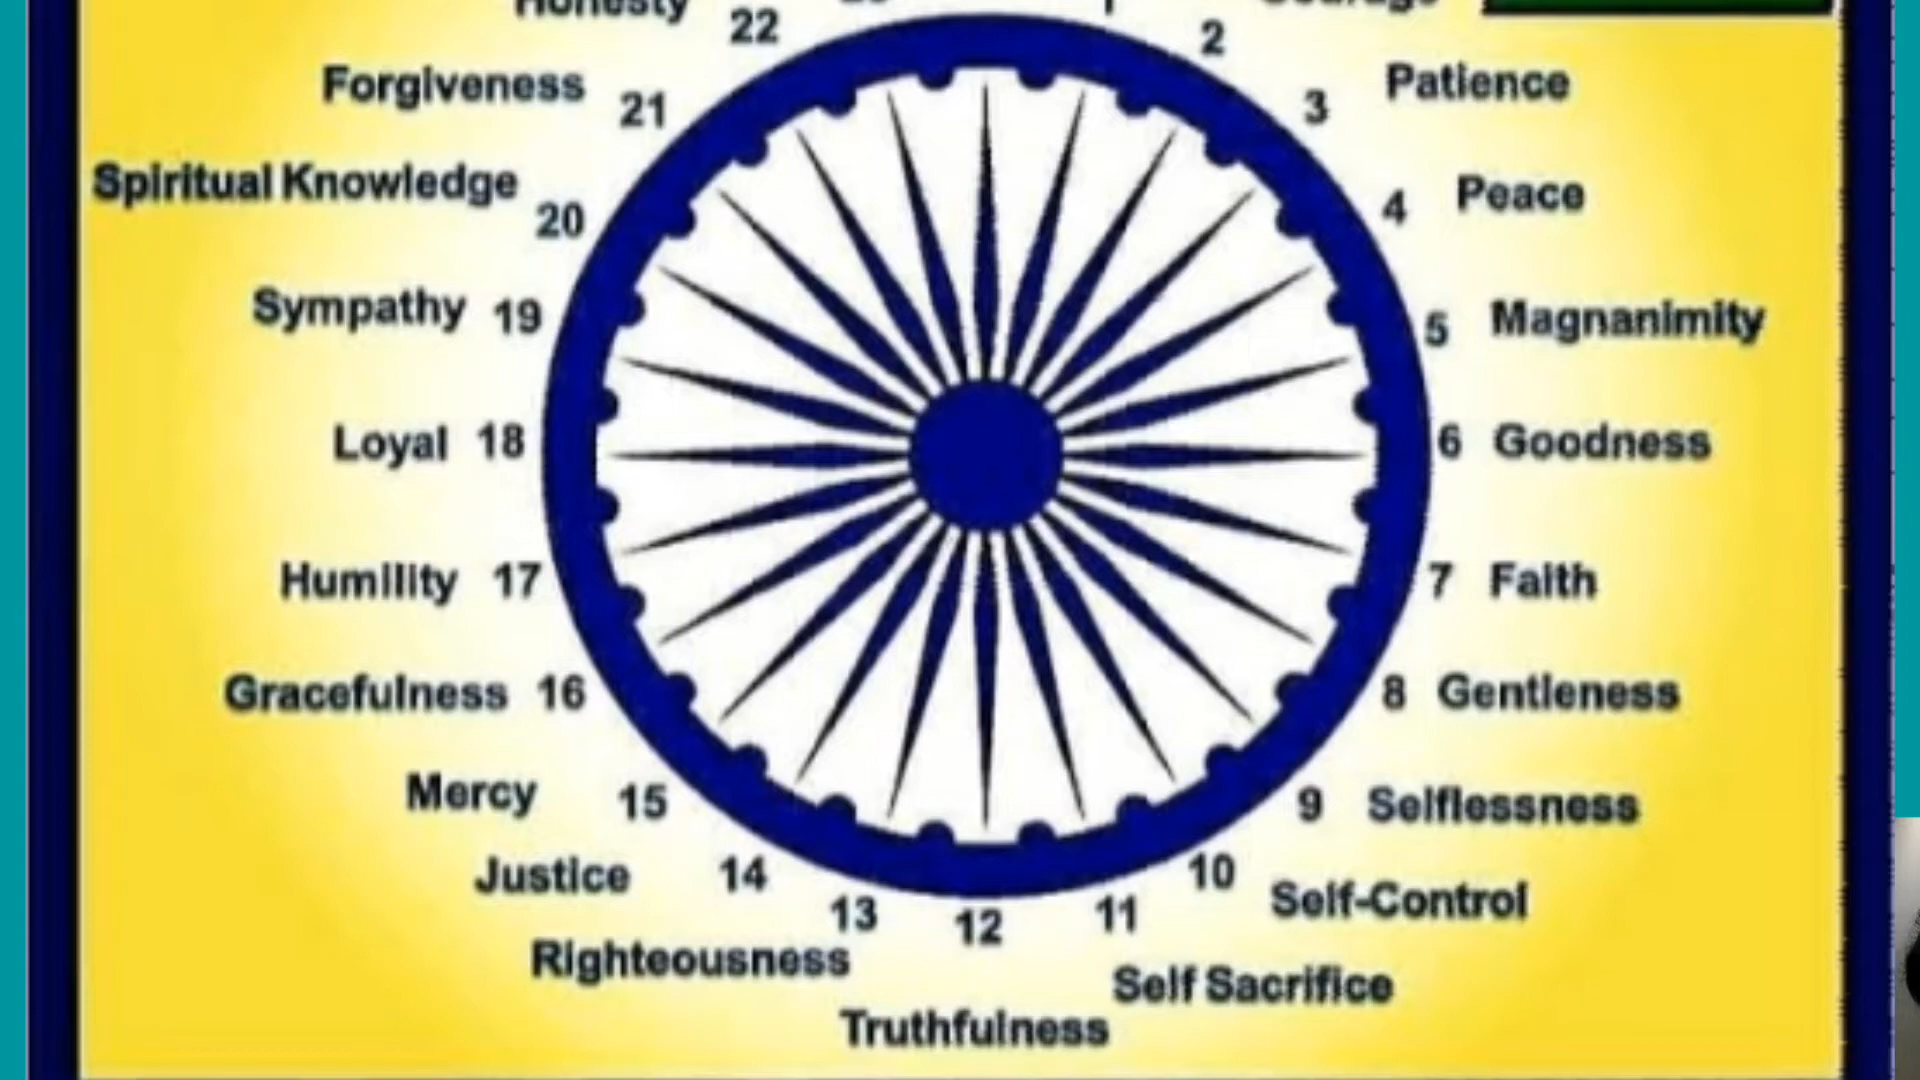 Honesty 22
2 Courage
Forgiveness 21
3 Patience
Spiritual Knowledge 20
4 Peace
Sympathy 19
5 Magnanimity
Loyal 18
6 Goodness
Humility 17
7 Faith
Gracefulness 16
8 Gentleness
Mercy 15
9 Selflessness
Justice 14
10 Self-Control
13 Righteousness
11 Self Sacrifice
12 Truthfulness